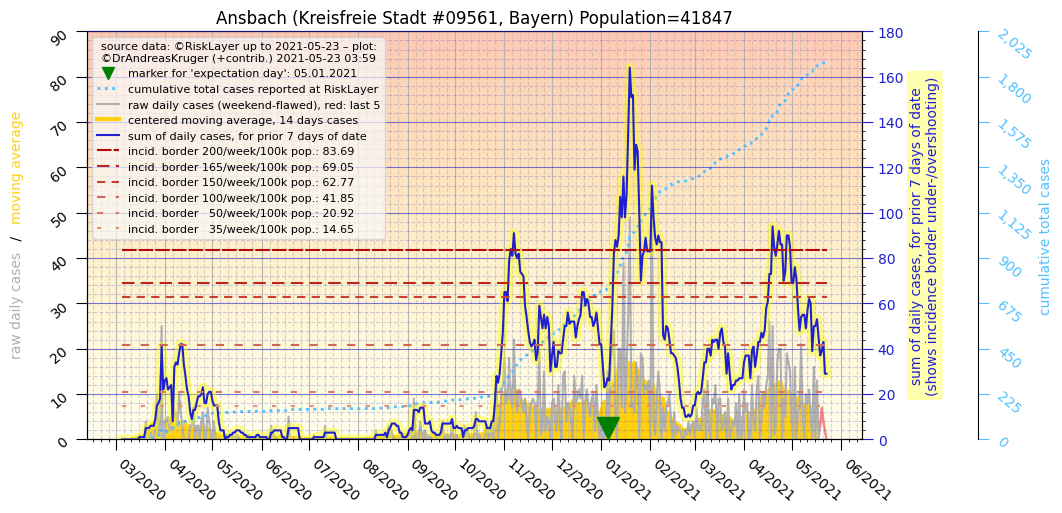 Ansbach (Kreisfreie Stadt #09561, Bayern) Population=41847
source data: ©RiskLayer up to 2021-05-23 – plot:
©DrAndreasKruger (+contrib.) 2021-05-23 03:59
marker for 'expectation day': 05.01.2021
cumulative total cases reported at RiskLayer
raw daily cases (weekend-flawed), red: last 5
centered moving average, 14 days cases
sum of daily cases, for prior 7 days of date
incid. border 200/week/100k pop.: 83.69
incid. border 165/week/100k pop.: 69.05
incid. border 150/week/100k pop.: 62.77
incid. border 100/week/100k pop.: 41.85
incid. border 50/week/100k pop.: 20.92
incid. border 35/week/100k pop.: 14.65
raw daily cases / moving average
90
80
70
60
50
40
30
20
10
0
03/2020
04/2020
05/2020
06/2020
07/2020
08/2020
09/2020
10/2020
11/2020
12/2020
01/2021
02/2021
03/2021
04/2021
05/2021
06/2021
180
160
140
120
100
80
60
40
20
0
sum of daily cases, for prior 7 days of date
(shows incidence border under-/overshooting)
2,025
1,800
1,575
1,350
1,125
900
675
450
225
0
cumulative total cases